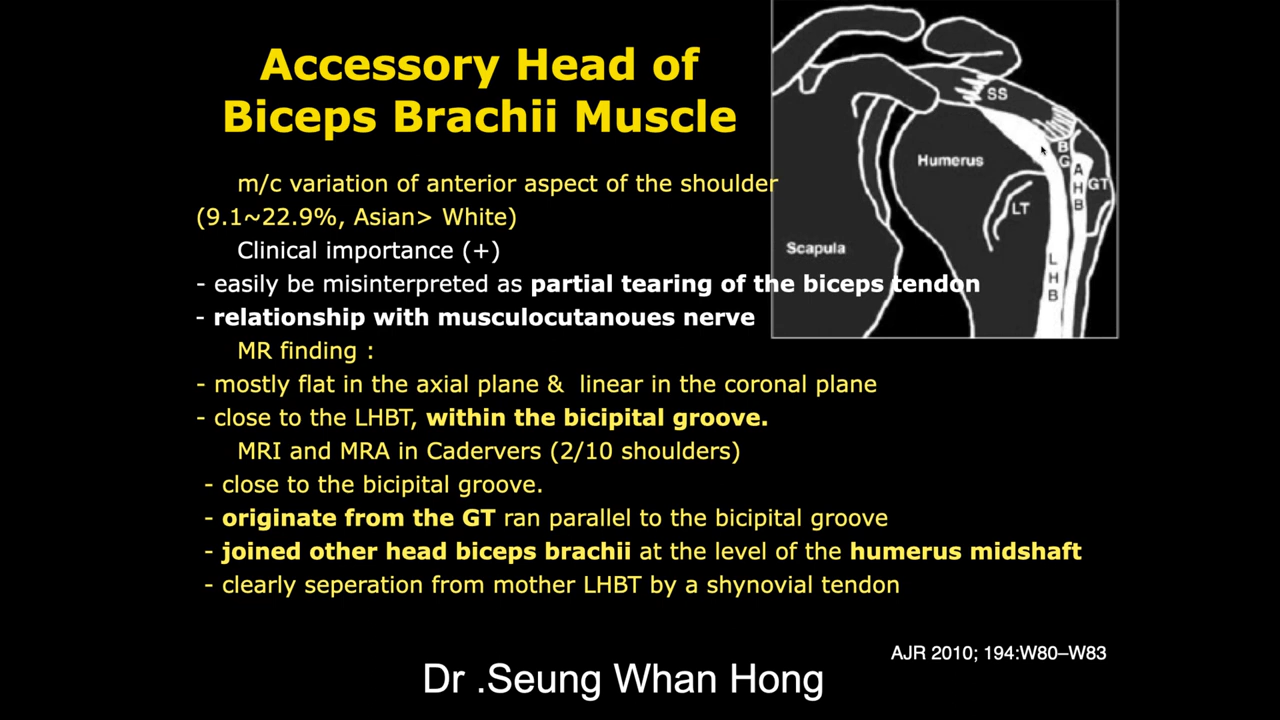 Accessory Head of
Biceps Brachii Muscle
m/c variation of anterior aspect of the shoulder
(9.1~22.9%, Asian> White)
Clinical importance (+)
- easily be misinterpreted as partial tearing of the biceps tendon
- relationship with musculocutanoues nerve
MR finding :
- mostly flat in the axial plane & linear in the coronal plane
- close to the LHBT, within the bicipital groove.
MRI and MRA in Cadervers (2/10 shoulders)
- close to the bicipital groove.
- originate from the GT ran parallel to the bicipital groove
- joined other head biceps brachii at the level of the humerus midshaft
- clearly seperation from mother LHBT by a shynovial tendon
SS
Humerus
BG
AHB
GT
LT
Scapula
LHB
AJR 2010; 194:W80–W83
Dr .Seung Whan Hong